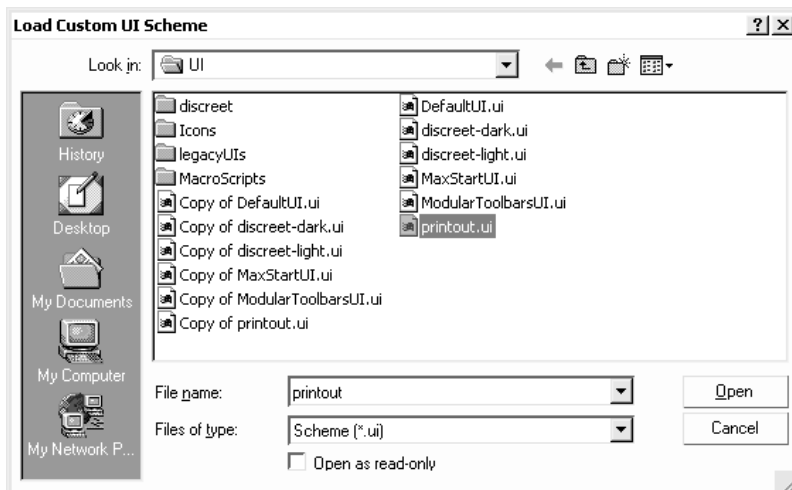 Load Custom UI Scheme
Look in:
UI
History
Desktop
My Documents
My Computer
My Network P...
discreet
Icons
legacyUIs
MacroScripts
Copy of DefaultUI.ui
Copy of discreet-dark.ui
Copy of discreet-light.ui
Copy of MaxStartUI.ui
Copy of ModularToolbarsUI.ui
Copy of printout.ui
DefaultUI.ui
discreet-dark.ui
discreet-light.ui
MaxStartUI.ui
ModularToolbarsUI.ui
printout.ui
File name:
printout
Open
Files of type:
Scheme (*.ui)
Cancel
Open as read-only